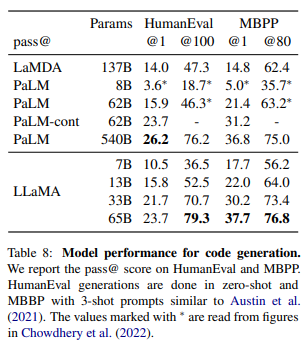 Params HumanEval MBPP
pass@ @1 @100 @1 @80
LaMDA 137B 14.0 47.3 14.8 62.4
PaLM 8B 3.6* 18.7* 5.0* 35.7*
PaLM 62B 15.9 46.3* 21.4 63.2*
PaLM-cont 62B 23.7 - 31.2 -
PaLM 540B 26.2 76.2 36.8 75.0
7B 10.5 36.5 17.7 56.2
LLaMA 13B 15.8 52.5 22.0 64.0
33B 21.7 70.7 30.2 73.4
65B 23.7 79.3 37.7 76.8
Table 8: Model performance for code generation.
We report the pass@ score on HumanEval and MBPP.
HumanEval generations are done in zero-shot and
MBBP with 3-shot prompts similar to Austin et al.
(2021). The values marked with * are read from figures
in Chowdhery et al. (2022).